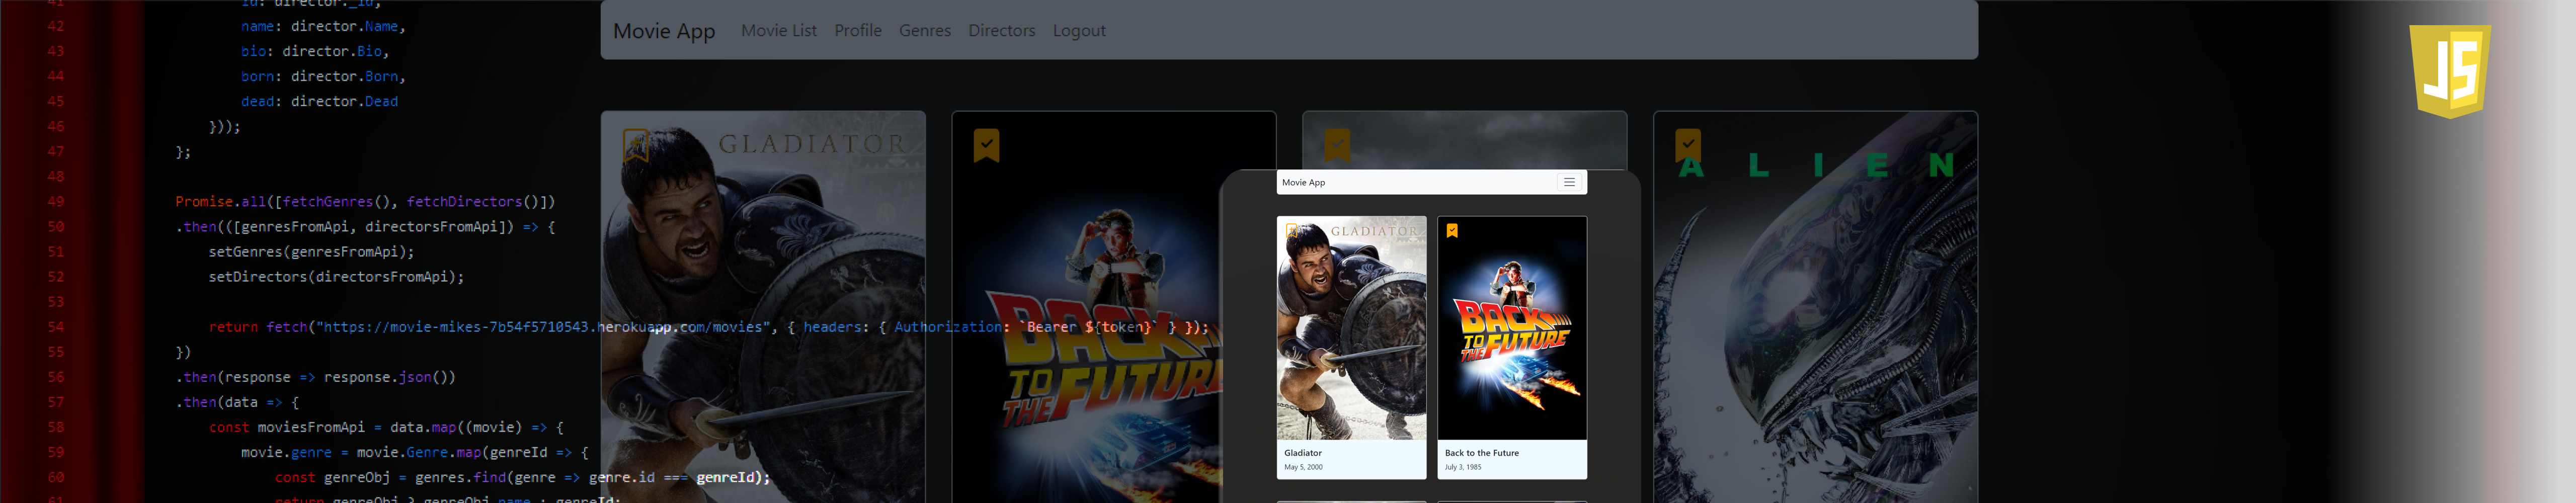 41 id: director._id,
42 name: director.Name,
43 bio: director.Bio,
44 born: director.Born,
45 dead: director.Dead
46 }));
47 };
48
49 Promise.all([fetchGenres(), fetchDirectors()])
50 .then(([genresFromApi, directorsFromApi]) => {
51 setGenres(genresFromApi);
52 setDirectors(directorsFromApi);
53
54 return fetch("https://movie-mikes-7b54f5710543.herokuapp.com/movies", { headers: { Authorization: `Bearer ${token}` } });
55 })
56 .then(response => response.json())
57 .then(data => {
58 const moviesFromApi = data.map((movie) => {
59 movie.genre = movie.Genre.map(genreId => {
60 const genreObj = genres.find(genre => genre.id === genreId);
61 return genreObj ? genreObj.name : genreId;
Movie App Movie List Profile Genres Directors Logout
GLADIATOR
BACK
TO
THE FUTURE
ALIEN
Movie App
GLADIATOR
BACK
TO
THE FUTURE
Gladiator
May 5, 2000
Back to the Future
July 3, 1985
JS